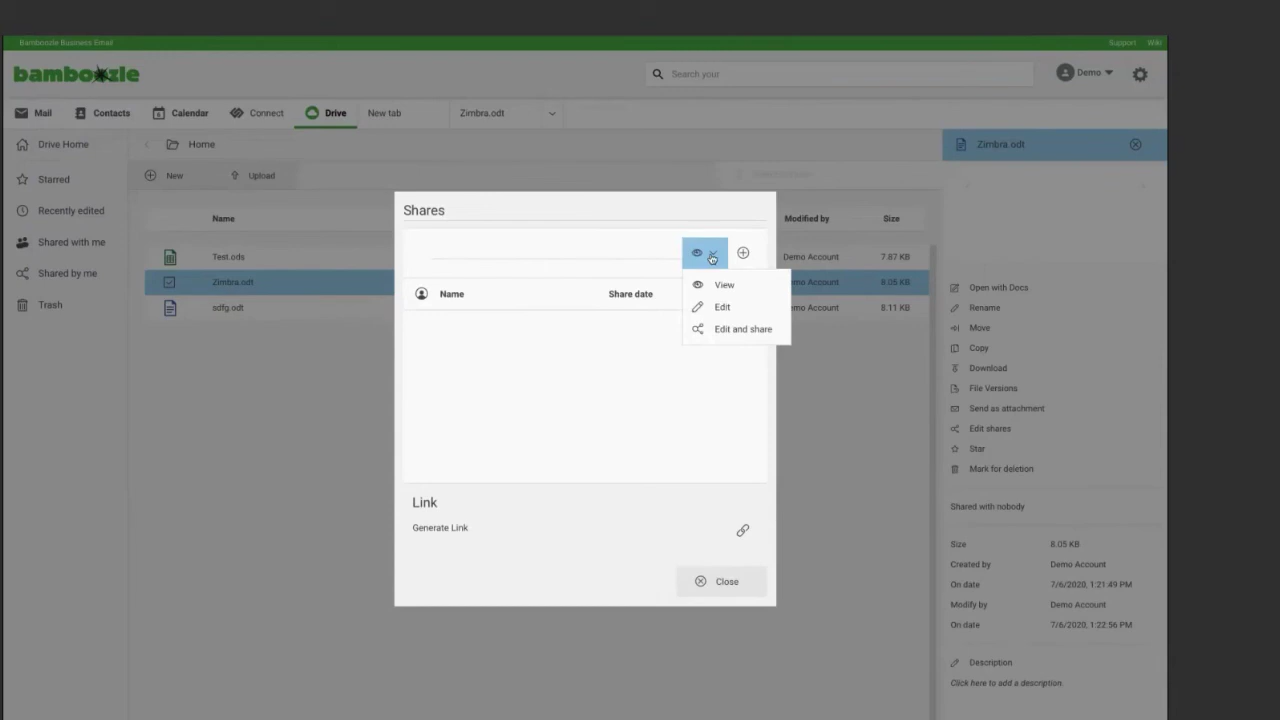 Bamboozle Business Email
Support Wiki
bamboozle
Search your
Demo
Mail Contacts Calendar Connect Drive New tab Zimbra.odt
Drive Home
Starred
Recently edited
Shared with me
Shared by me
Trash
Home
New Upload
Name Modified by Size
Test.ods Demo Account 7.87 KB
Zimbra.odt emo Account 8.05 KB
sdfg.odt emo Account 8.11 KB
Shares
Name Share date
View
Edit
Edit and share
Link
Generate Link
Close
Zimbra.odt
Open with Docs
Rename
Move
Copy
Download
File Versions
Send as attachment
Edit shares
Star
Mark for deletion
Shared with nobody
Size 8.05 KB
Created by Demo Account
On date 7/6/2020, 1:21:49 PM
Modify by Demo Account
On date 7/6/2020, 1:22:56 PM
Description
Click here to add a description.